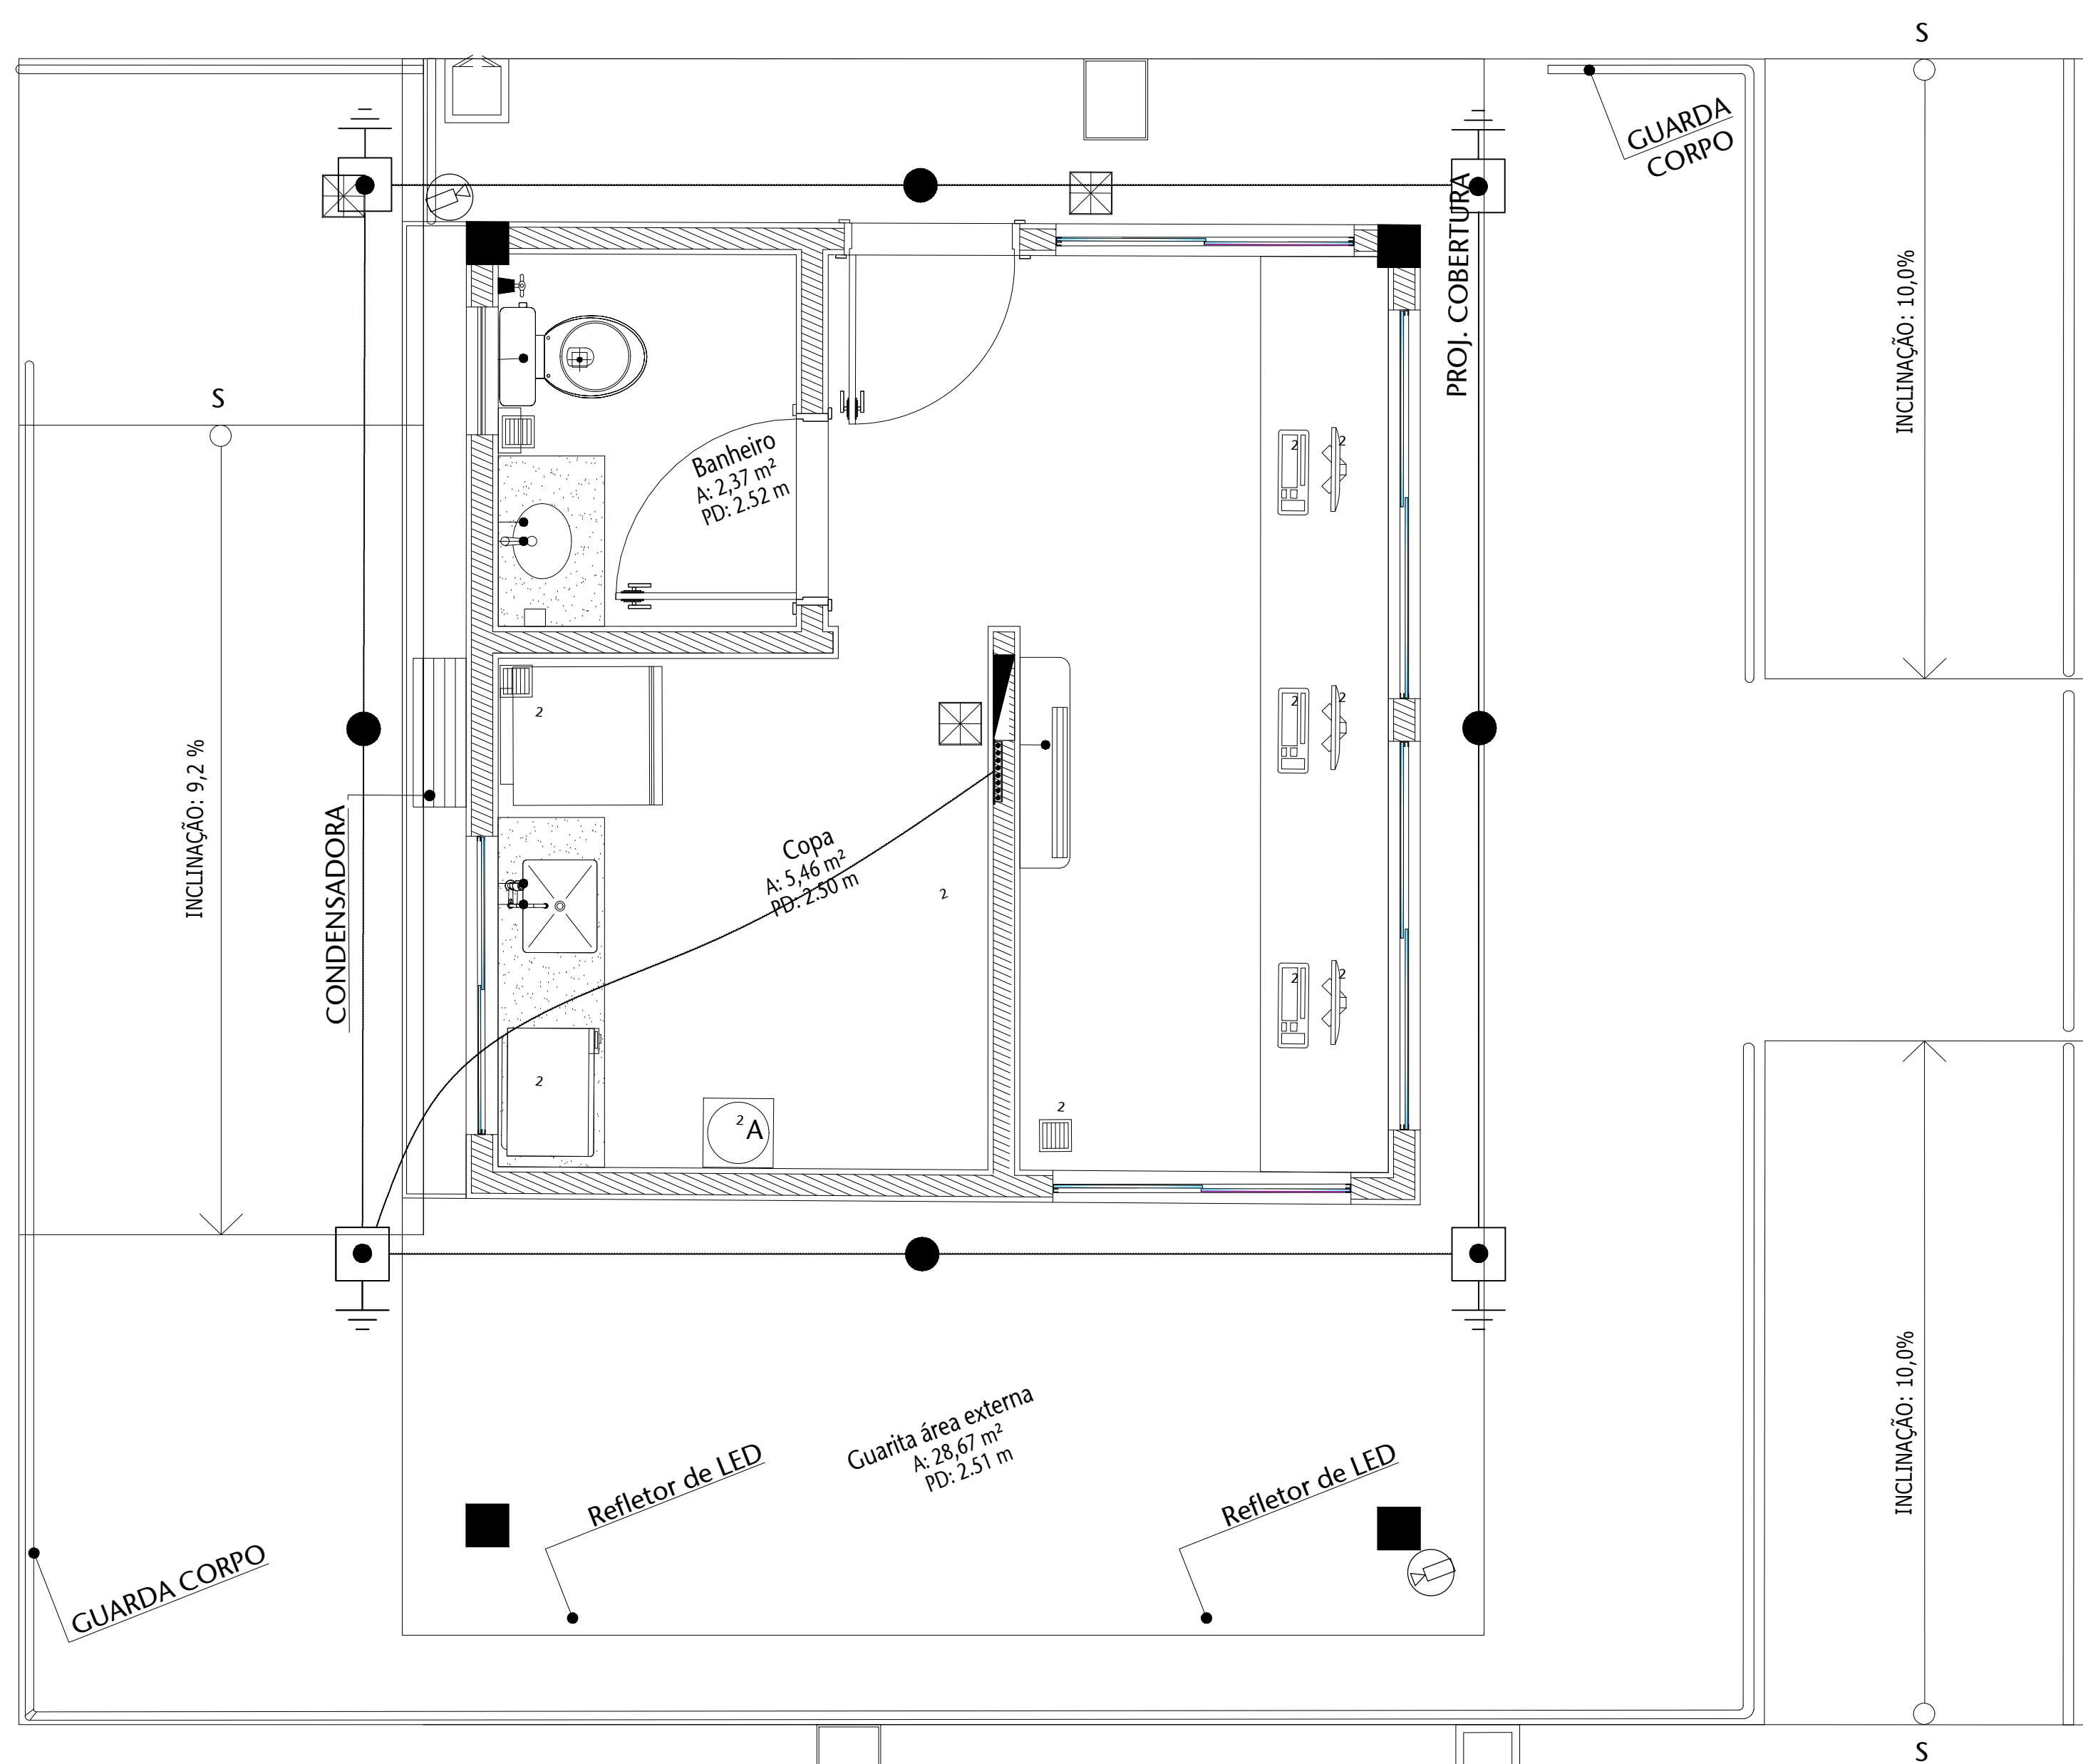 S
GUARDA
CORPO
PROJ. COBERTURA
INCLINAÇÃO: 10,0%
S
Banheiro
A: 2,37 m²
PD: 2.52 m
2
2
2
2
2
INCLINAÇÃO: 9,2 %
CONDENSADORA
Copa
A: 5,46 m²
PD: 2.50 m
2
2
2
2
2
A
2
INCLINAÇÃO: 10,0%
Guarita área externa
A: 28,67 m²
PD: 2.51 m
Refletor de LED
Refletor de LED
GUARDA CORPO
S